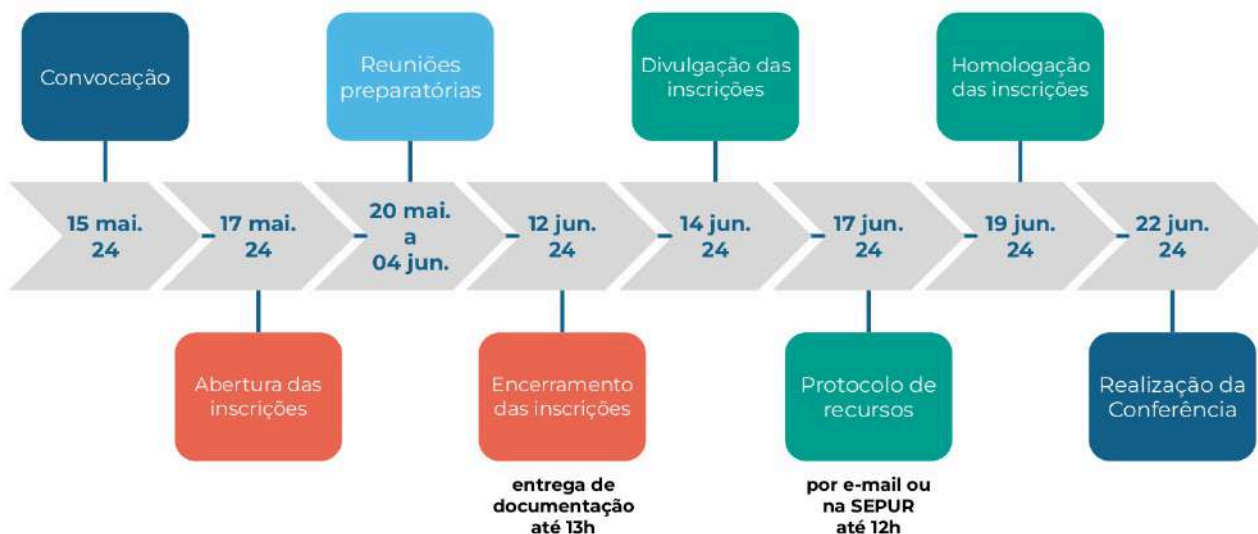 Convocação
Reuniões
preparatórias
Divulgação das
inscrições
Homologação
das inscrições
15 mai.
24
17 mai.
24
20 mai.
a
04 jun.
12 jun.
24
14 jun.
24
17 jun.
24
19 jun.
24
22 jun.
24
Abertura das
inscrições
Encerramento
das inscrições
Protocolo de
recursos
Realização da
Conferência
entrega de
documentação
até 13h
por e-mail ou
na SEPUR
até 12h